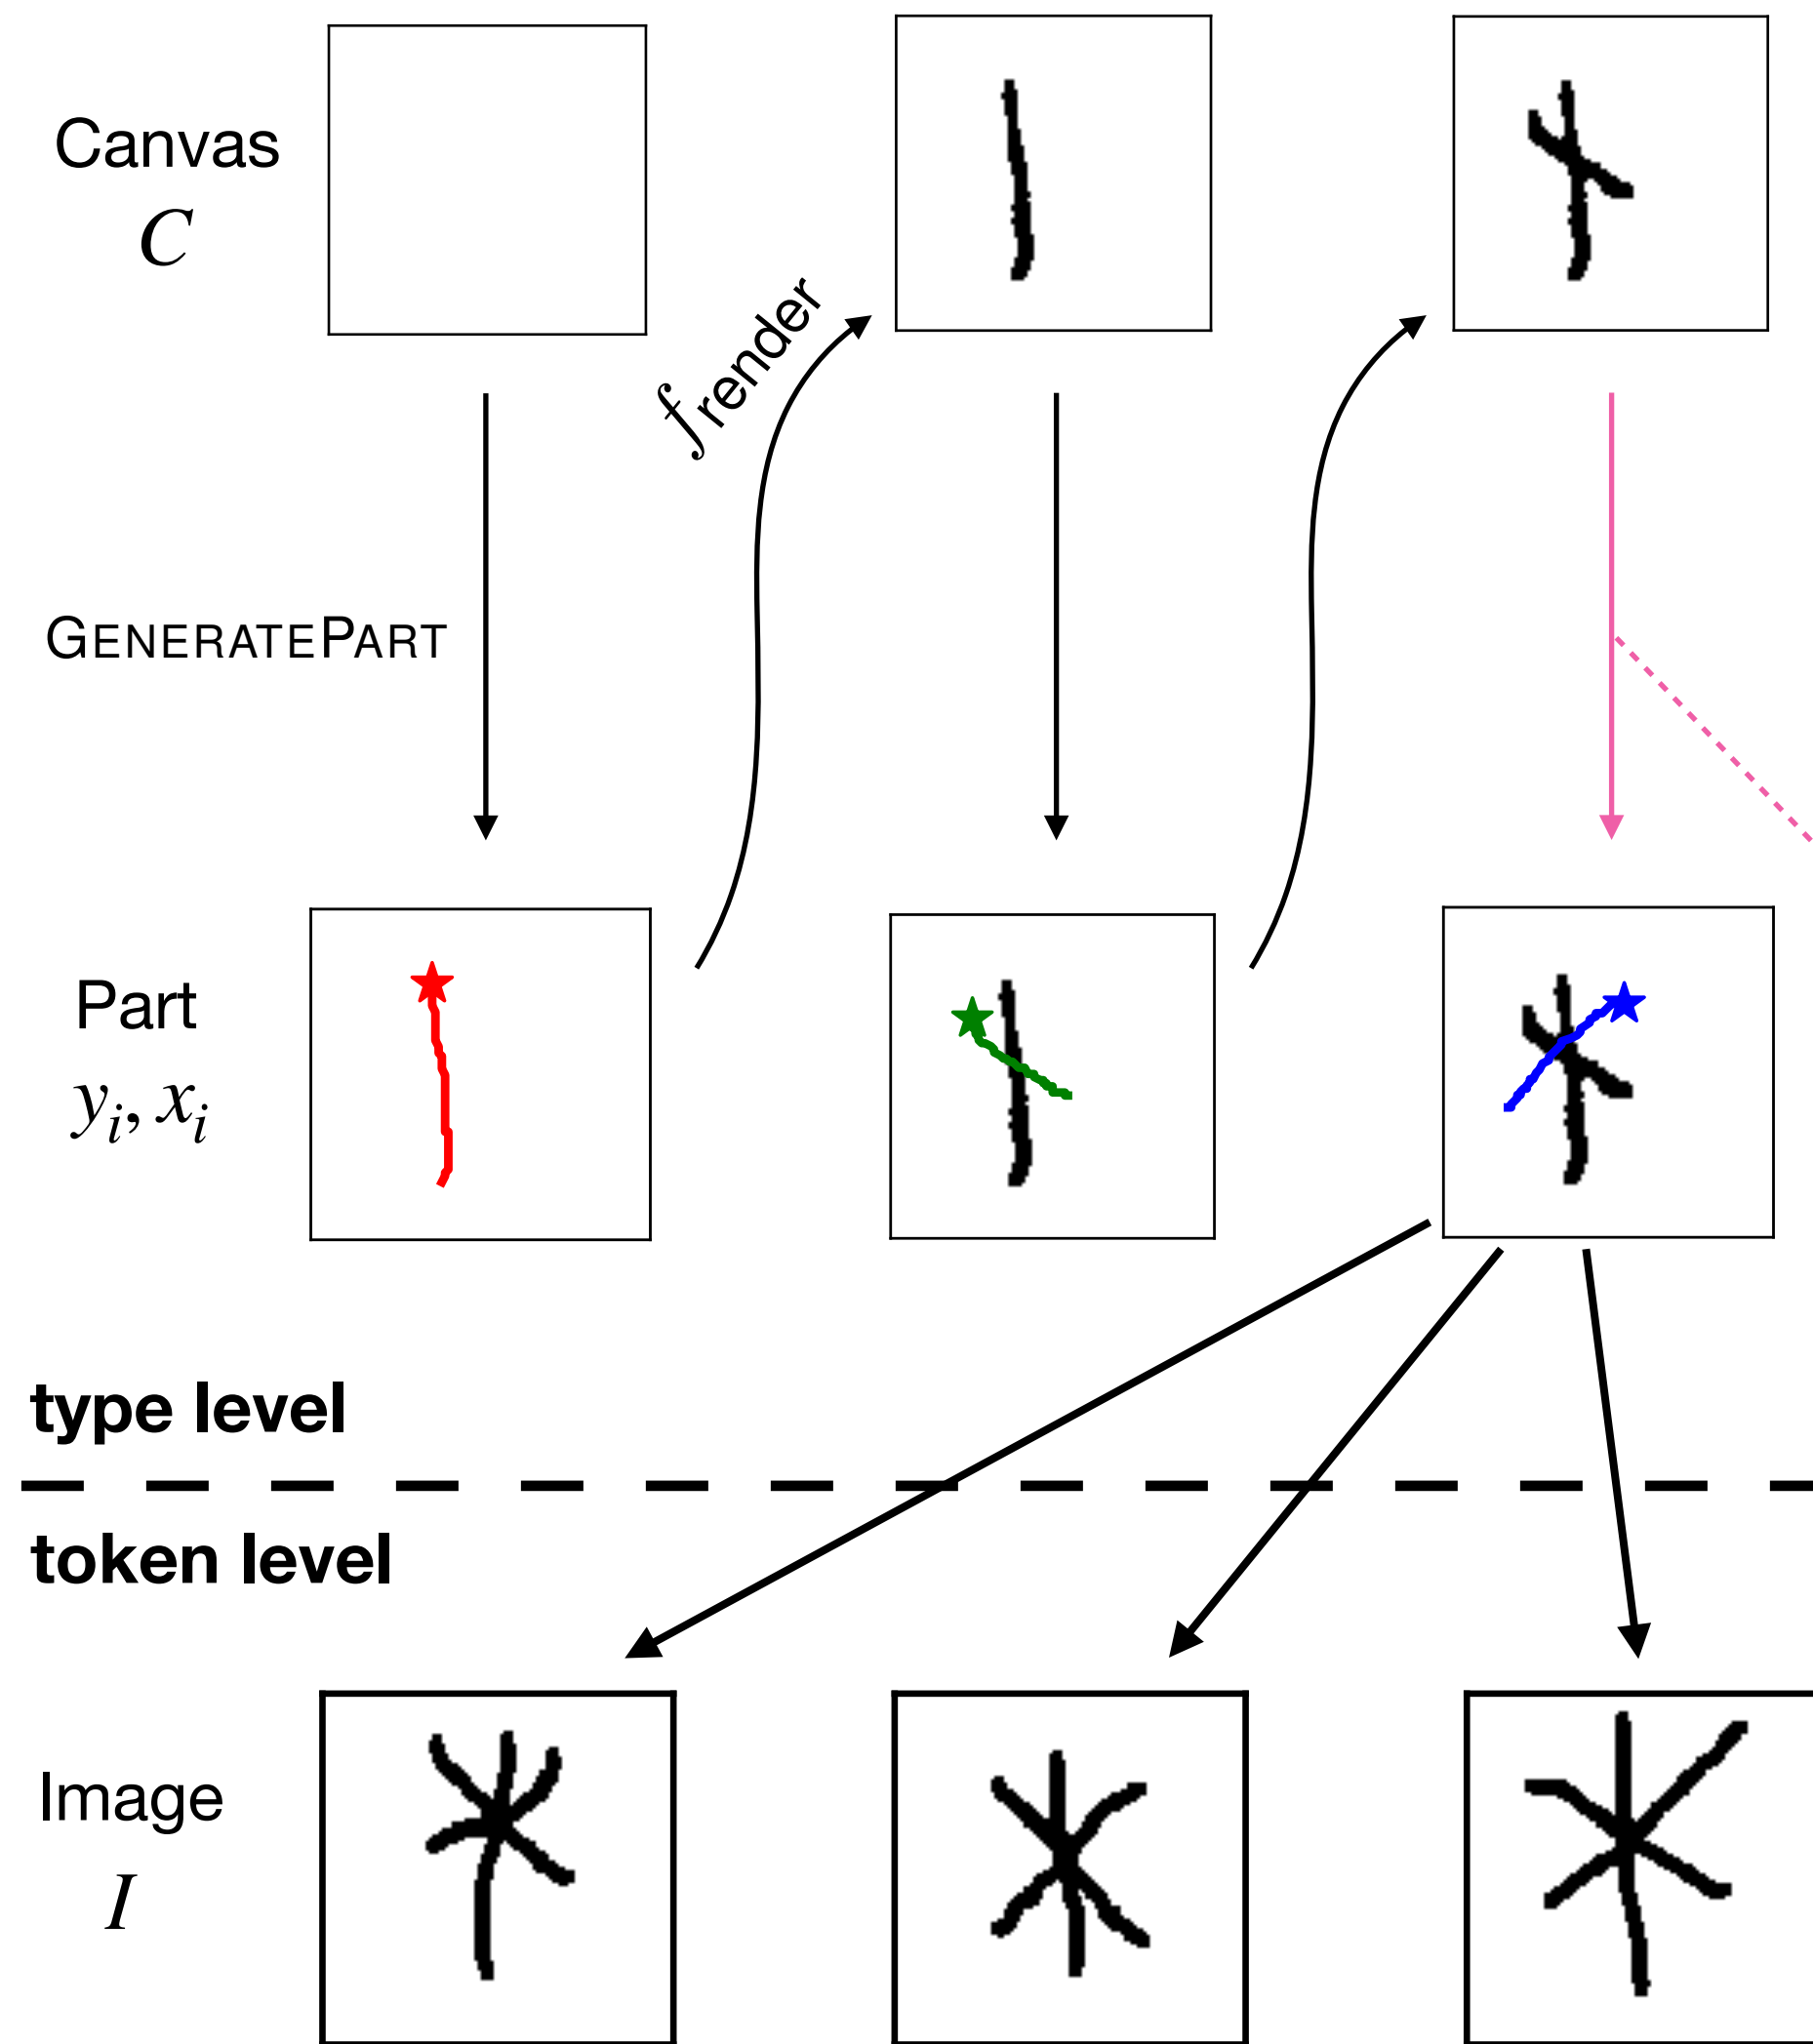 Canvas
C
f render
GENERATEPART
Part
y_i, x_i
type level
token level
Image
I